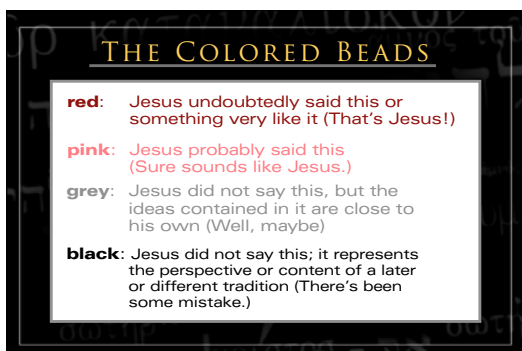 THE COLORED BEADS
red: Jesus undoubtedly said this or
something very like it (That's Jesus!)
pink: Jesus probably said this
(Sure sounds like Jesus.)
grey: Jesus did not say this, but the
ideas contained in it are close to
his own (Well, maybe)
black: Jesus did not say this; it represents
the perspective or content of a later
or different tradition (There's been
some mistake.)